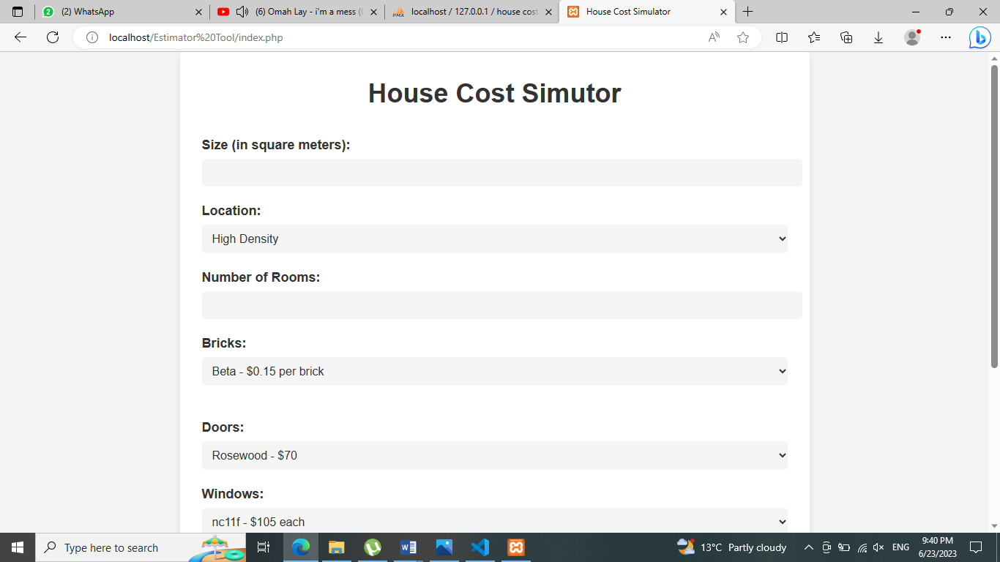 2
(2) WhatsApp
(6) Omah Lay - i'm a mess (
localhost / 127.0.0.1 / house cost
House Cost Simulator
localhost/Estimator%20Tool/index.php
House Cost Simutor
Size (in square meters):
Location:
High Density
Number of Rooms:
Bricks:
Beta - $0.15 per brick
Doors:
Rosewood - $70
Windows:
nc11f - $105 each
Type here to search
13°C Partly cloudy
ENG
9:40 PM
6/23/2023